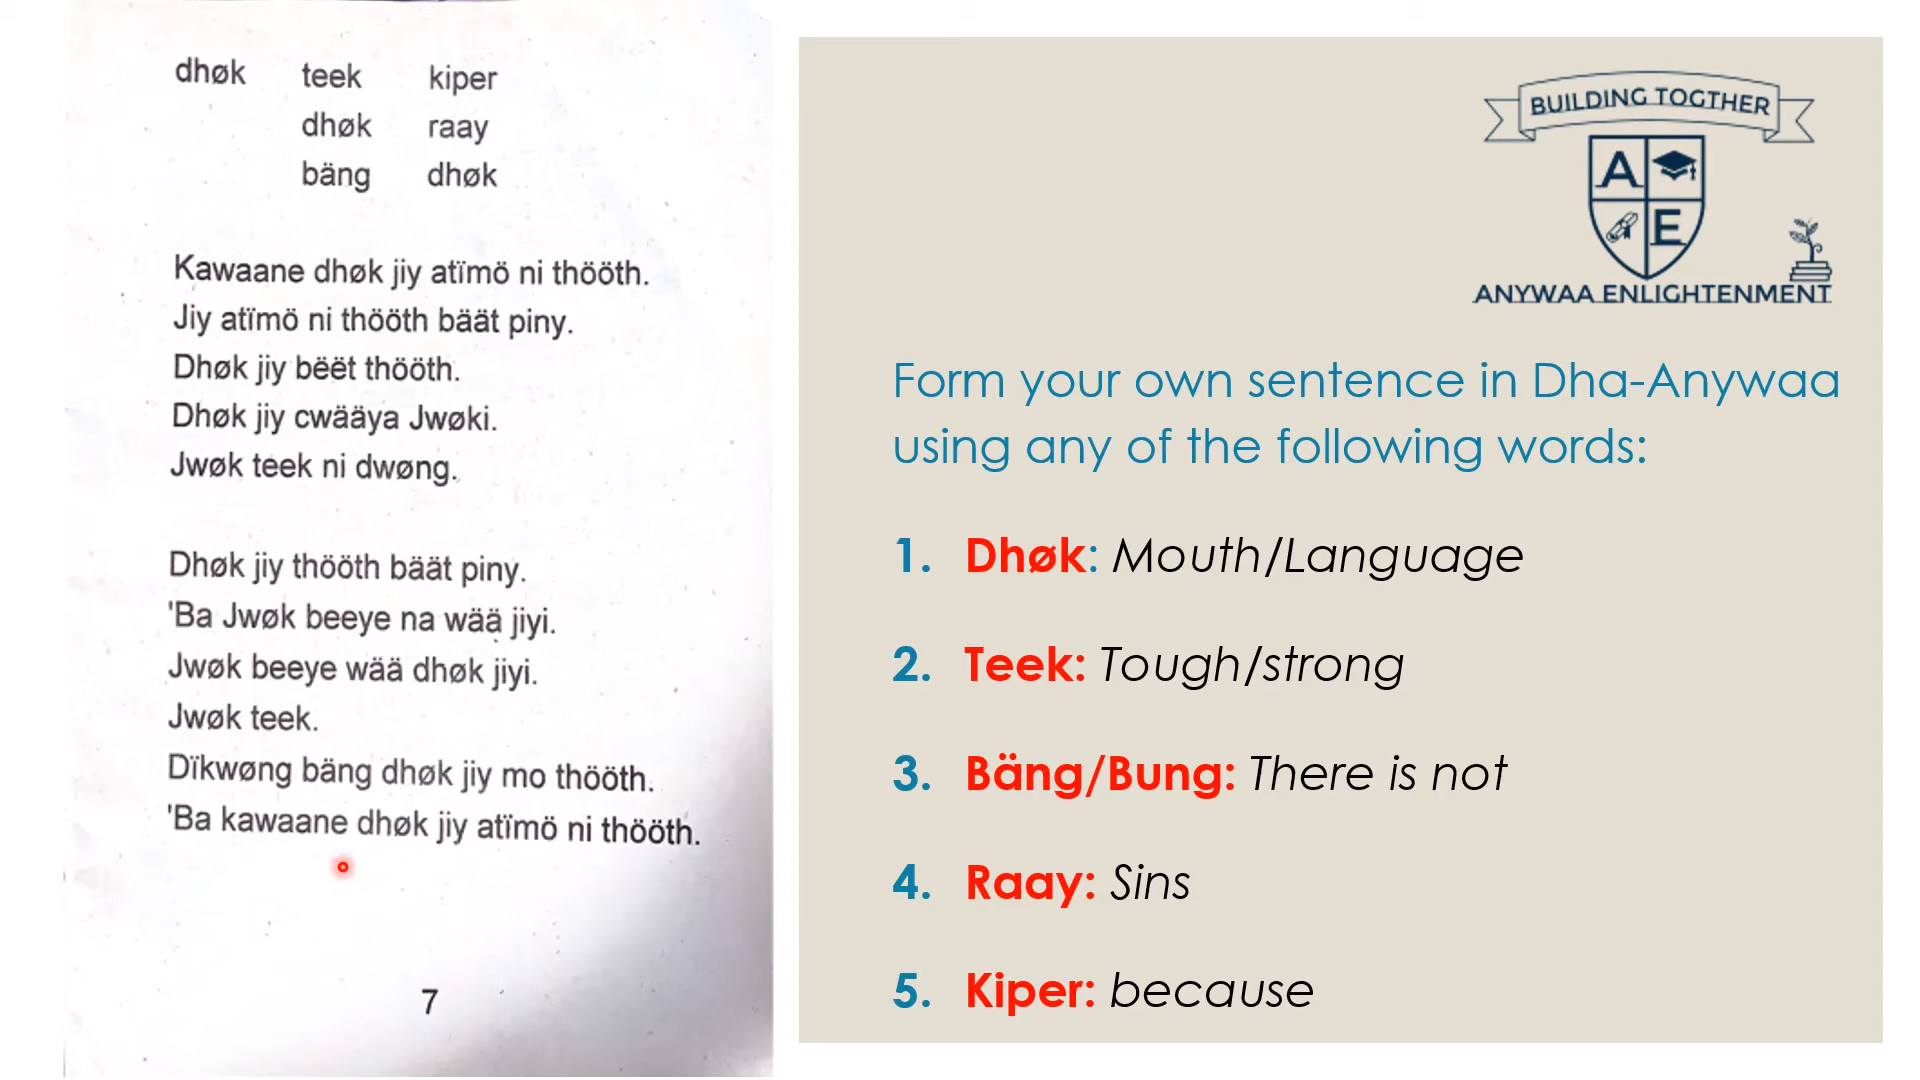 dhøk teek kiper
dhøk raay
bäng dhøk
Kawaane dhøk jiy atïmö ni thööth.
Jiy atïmö ni thööth bäät piny.
Dhøk jiy bëët thööth.
Dhøk jiy cwääya Jwøki.
Jwøk teek ni dwøng.
Dhøk jiy thööth bäät piny.
'Ba Jwøk beeye na wää jiyi.
Jwøk beeye wää dhøk jiyi.
Jwøk teek.
Dïkwøng bäng dhøk jiy mo thööth.
'Ba kawaane dhøk jiy atïmö ni thööth.
7
BUILDING TOGTHER
A
E
ANYWAA ENLIGHTENMENT
Form your own sentence in Dha-Anywaa
using any of the following words:
1. Dhøk: Mouth/Language
2. Teek: Tough/strong
3. Bäng/Bung: There is not
4. Raay: Sins
5. Kiper: because